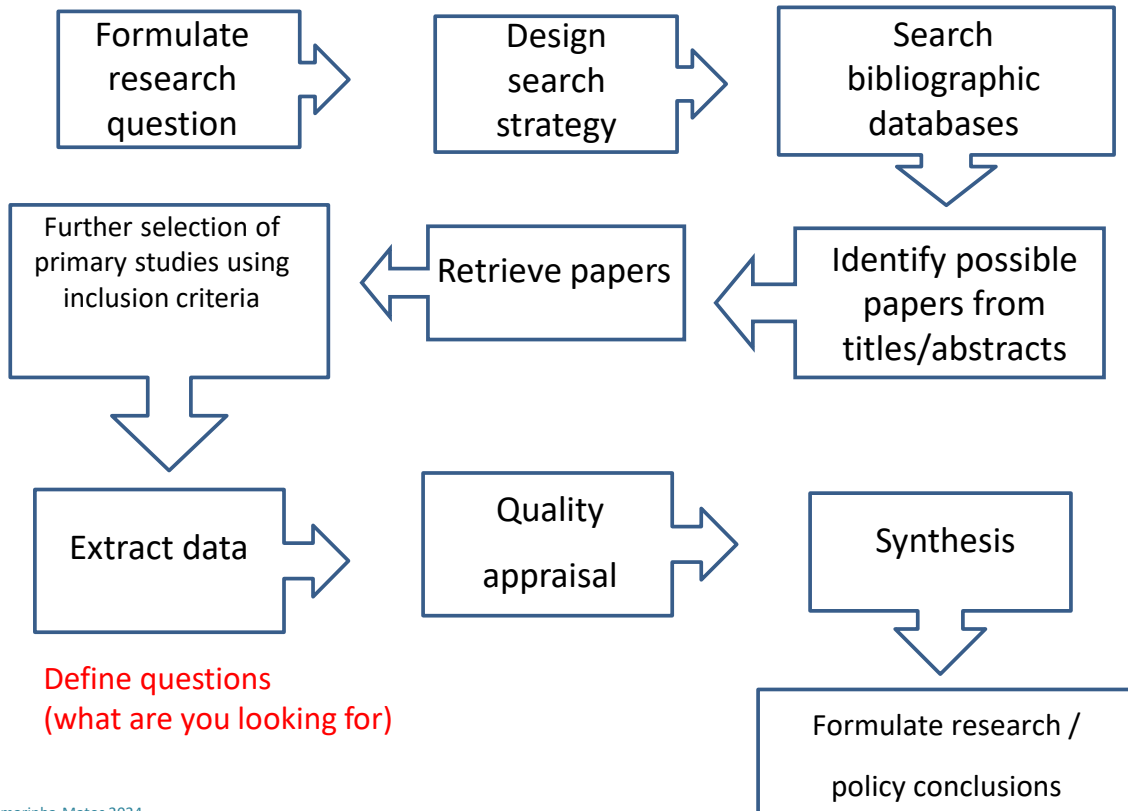 Formulate
research
question
Design
search
strategy
Search
bibliographic
databases
Further selection of
primary studies using
inclusion criteria
Retrieve papers
Identify possible
papers from
titles/abstracts
Extract data
Quality
appraisal
Synthesis
Define questions
(what are you looking for)
Formulate research /
policy conclusions